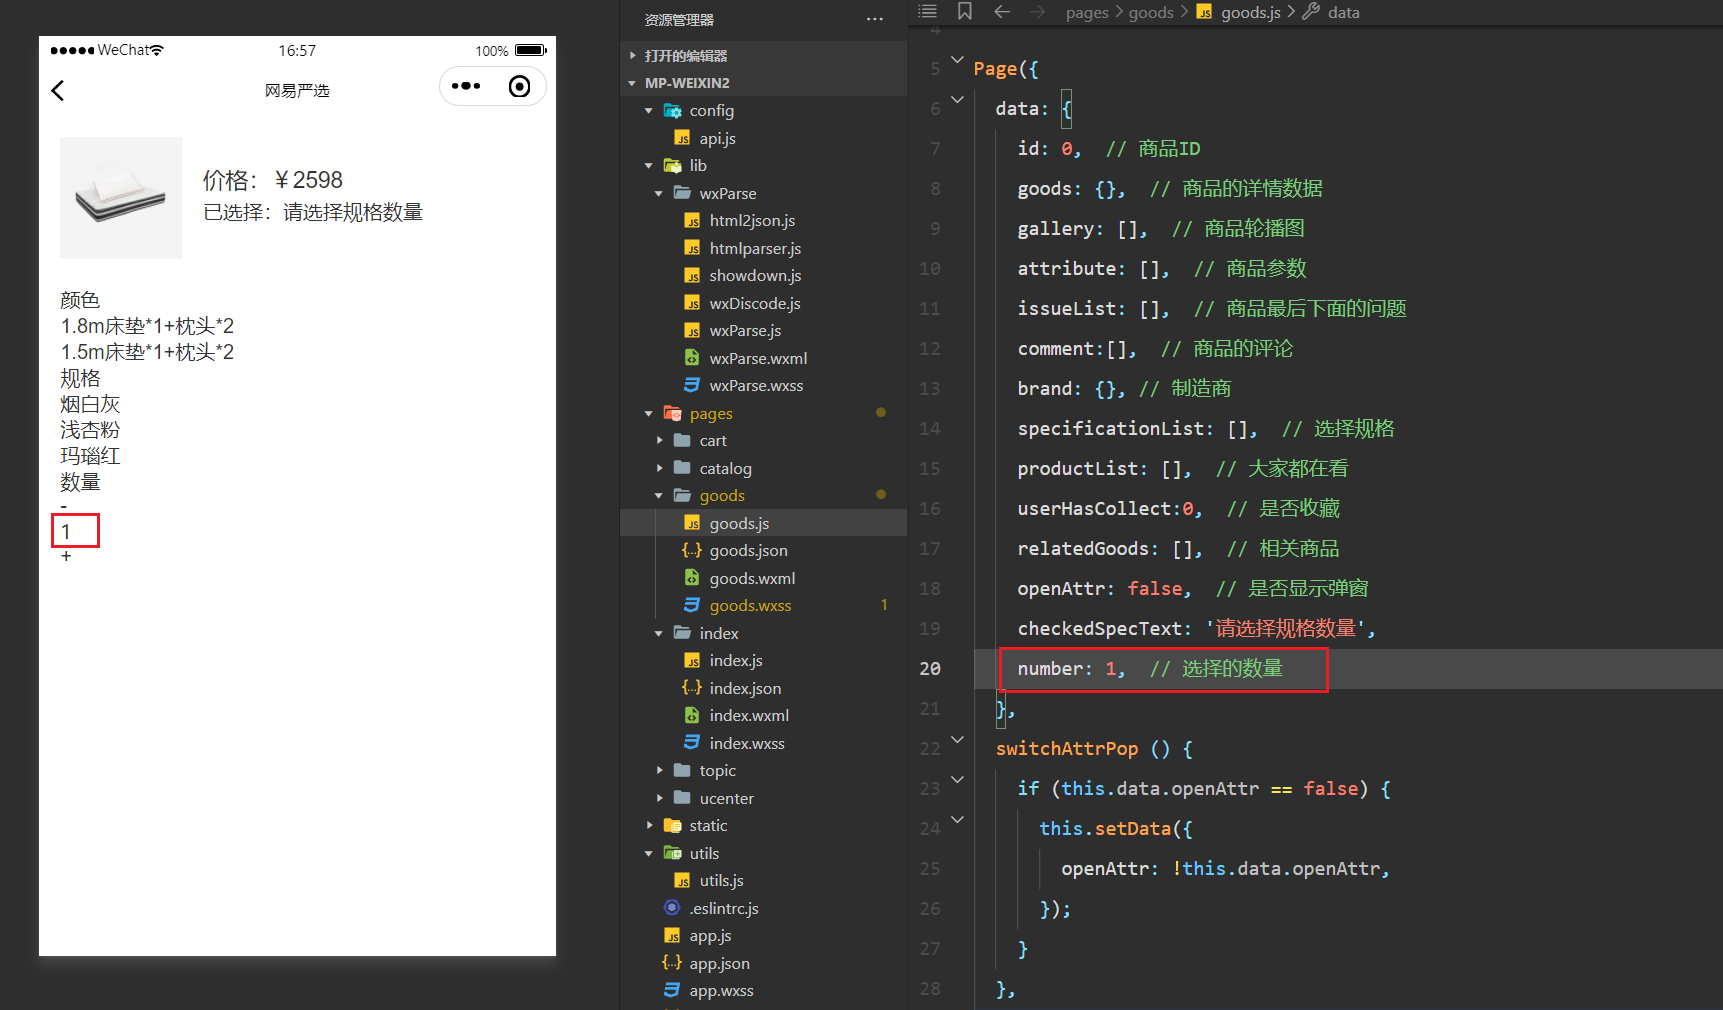 WeChat
16:57
100%
网易严选
价格：￥2598
已选择：请选择规格数量
颜色
1.8m床垫*1+枕头*2
1.5m床垫*1+枕头*2
规格
烟白灰
浅杏粉
玛瑙红
数量
-
1
+
资源管理器
打开的编辑器
MP-WEIXIN2
config
api.js
lib
wxParse
html2json.js
htmlparser.js
showdown.js
wxDiscode.js
wxParse.js
wxParse.wxml
wxParse.wxss
pages
cart
catalog
goods
goods.js
goods.json
goods.wxml
goods.wxss 1
index
index.js
index.json
index.wxml
index.wxss
topic
ucenter
static
utils
utils.js
.eslintrc.js
app.js
app.json
app.wxss
pages > goods > JS goods.js > data
4
5 Page({
6 data: {
7 id: 0, // 商品ID
8 goods: {}, // 商品的详情数据
9 gallery: [], // 商品轮播图
10 attribute: [], // 商品参数
11 issueList: [], // 商品最后下面的问题
12 comment:[], // 商品的评论
13 brand: {}, // 制造商
14 specificationList: [], // 选择规格
15 productList: [], // 大家都在看
16 userHasCollect:0, // 是否收藏
17 relatedGoods: [], // 相关商品
18 openAttr: false, // 是否显示弹窗
19 checkedSpecText: '请选择规格数量',
20 number: 1, // 选择的数量
21 },
22 switchAttrPop () {
23 if (this.data.openAttr == false) {
24 this.setData({
25 openAttr: !this.data.openAttr,
26 });
27 }
28 },